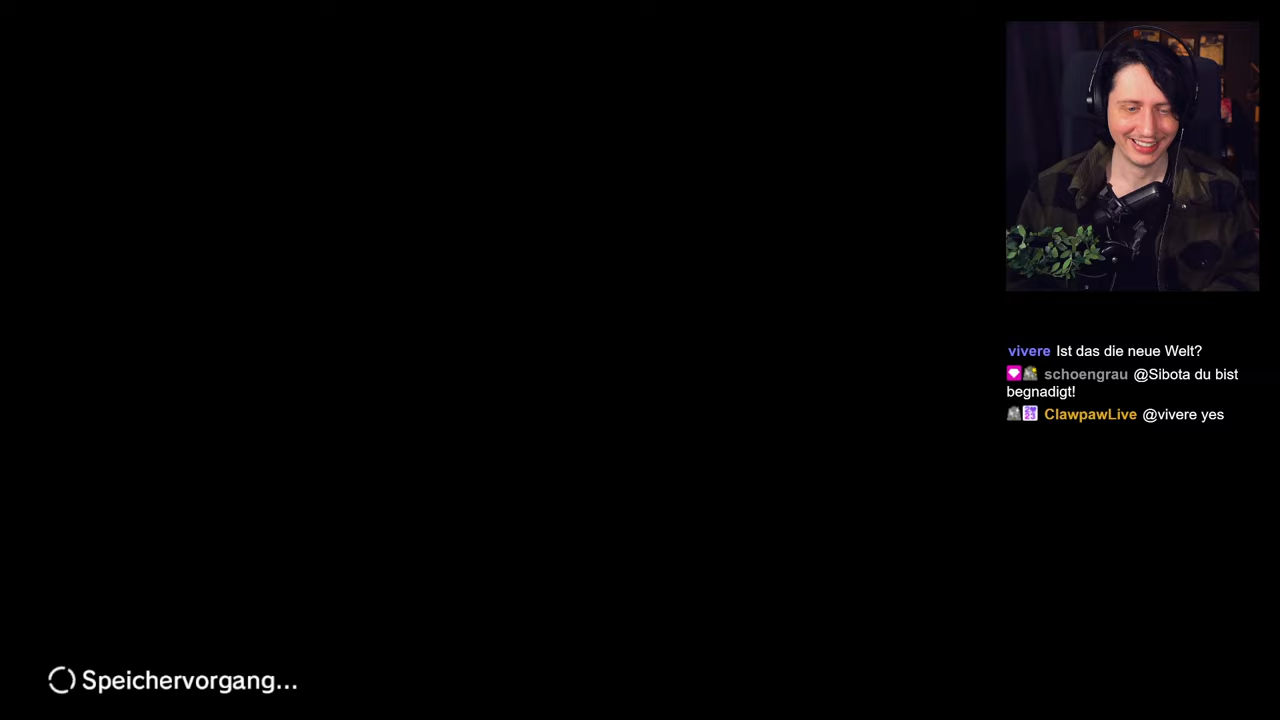 vivere Ist das die neue Welt?
schoengrau @Sibota du bist
begnadigt!
ClawpawLive @vivere yes
Speichervorgang...